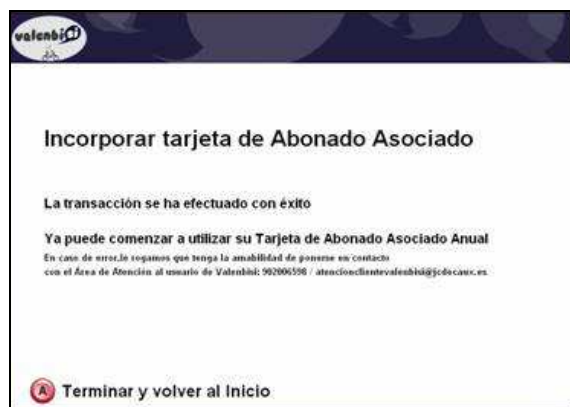 valenbisi
Incorporar tarjeta de Abonado Asociado
La transacción se ha efectuado con éxito
Ya puede comenzar a utilizar su Tarjeta de Abonado Asociado Anual
En caso de error,le rogamos que tenga la amabilidad de ponerse en contacto
con el Área de Atención al usuario de Valenbisi: 902006598 / atencionclientevalenbisi@jcdecaux.es
A Terminar y volver al Inicio